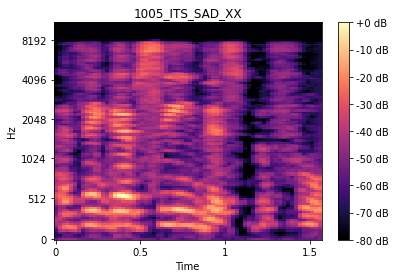 1005_ITS_SAD_XX
+0 dB
8192
-10 dB
4096
-20 dB
-30 dB
2048
-40 dB
Hz
1024
-50 dB
512
-60 dB
-70 dB
0
-80 dB
0 0.5 1 1.5
Time